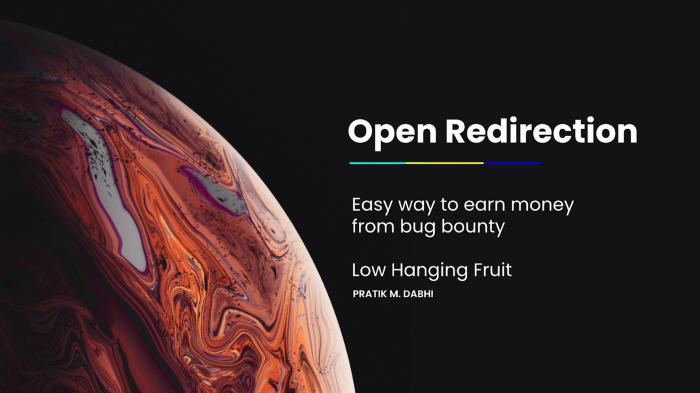 Open Redirection
Easy way to earn money
from bug bounty
Low Hanging Fruit
PRATIK M. DABHI